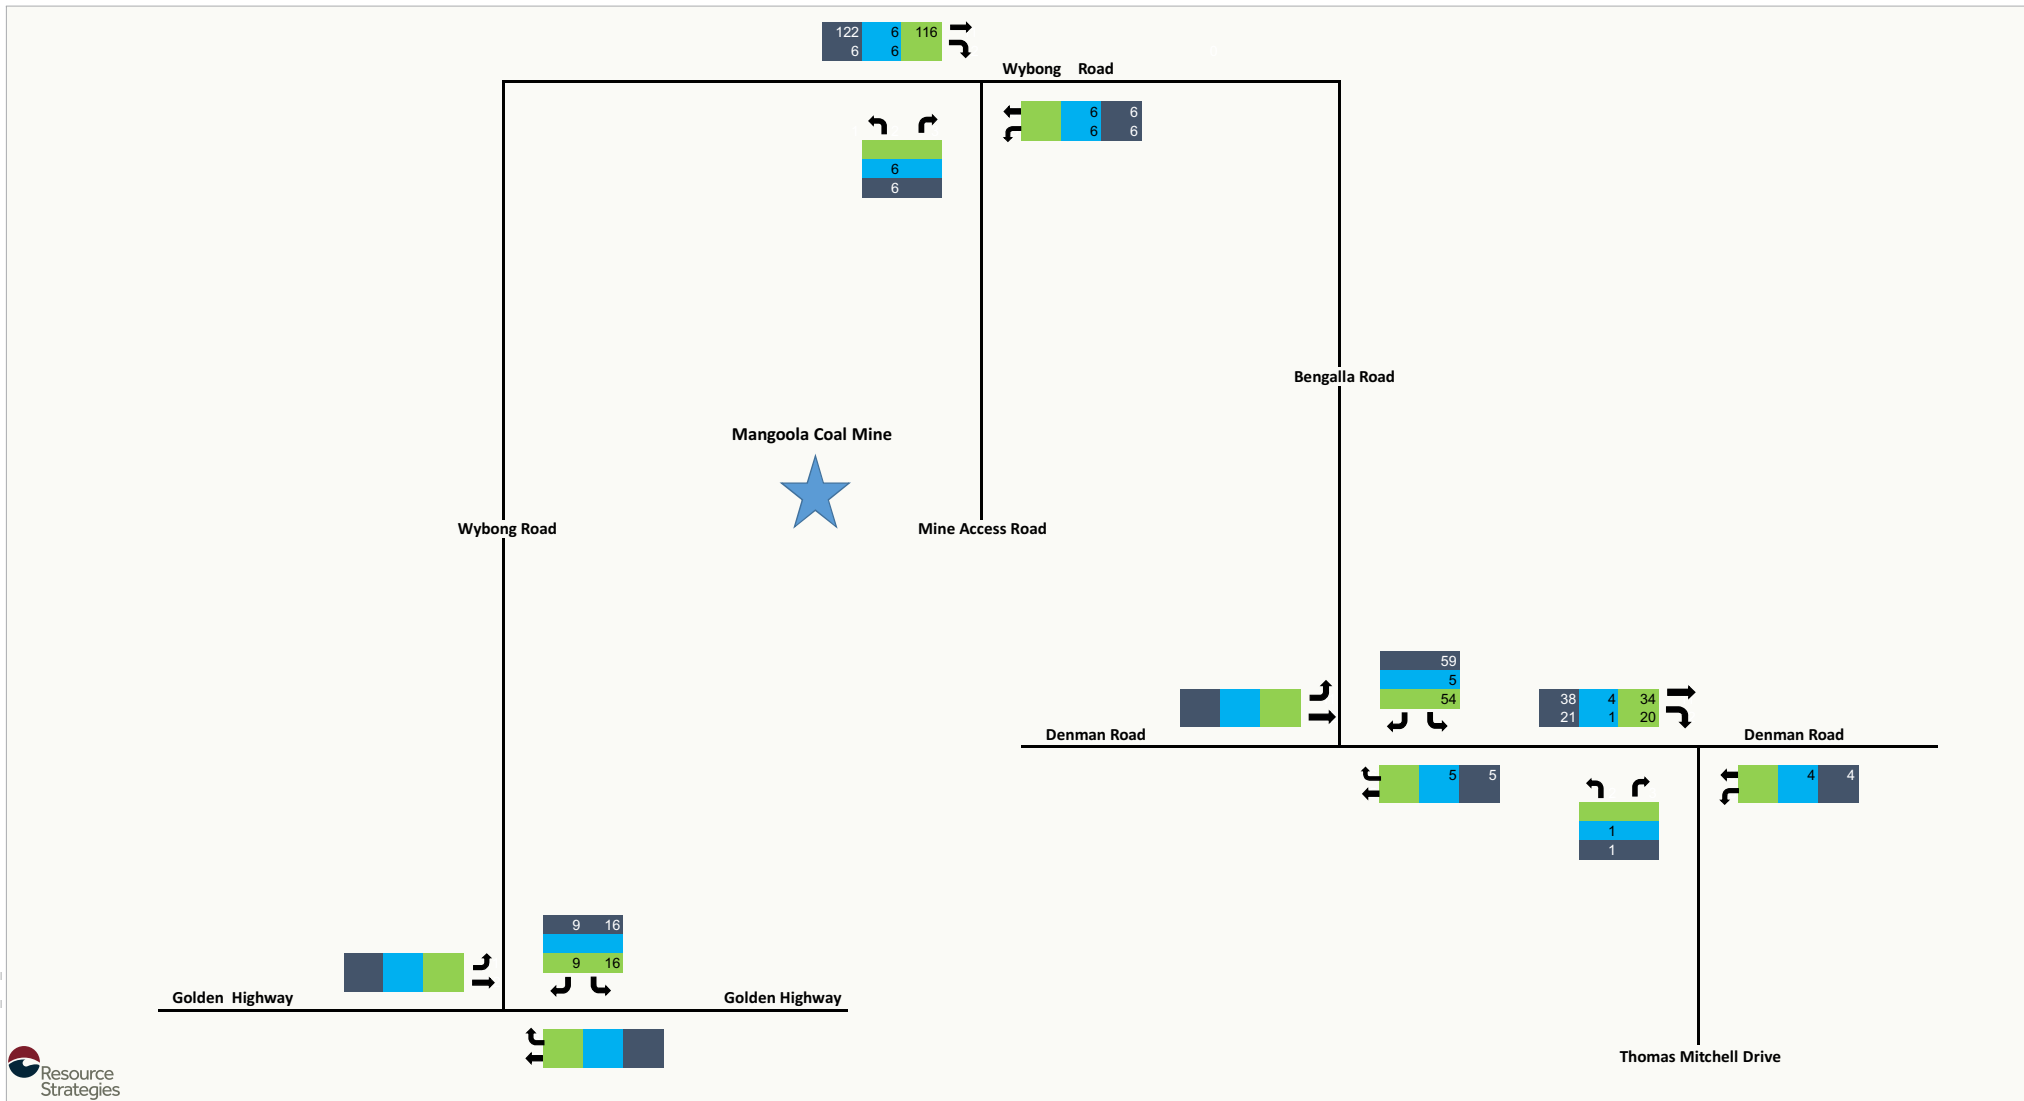 122 6 116
6 6
Wybong Road
6 6
6 6
6
6
Bengalla Road
Mangoola Coal Mine
Wybong Road
Mine Access Road
59
5
54
38 4 34
21 1 20
Denman Road
Denman Road
5 5
4 4
1
1
9 16
9 16
Golden Highway
Golden Highway
Thomas Mitchell Drive
Resource
Strategies